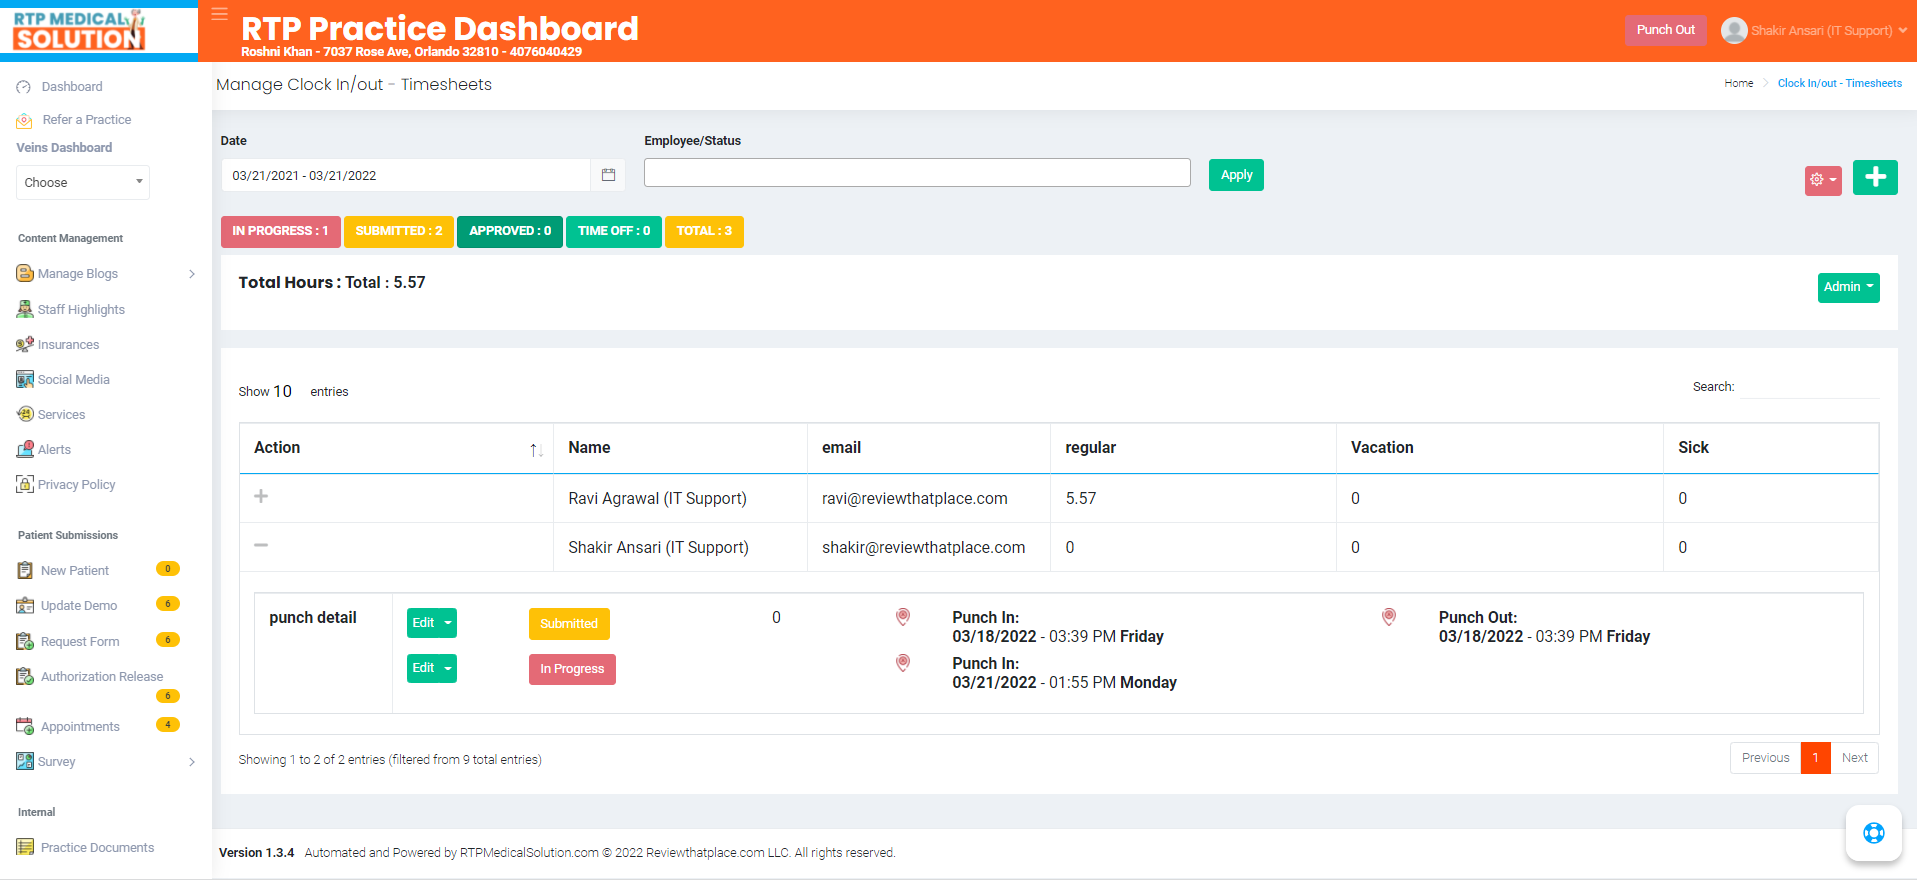 RTP MEDICAL
SOLUTION
RTP Practice Dashboard
Roshni Khan - 7037 Rose Ave, Orlando 32810 - 4076040429
Punch Out
Shakir Ansari (IT Support)
Dashboard
Refer a Practice
Veins Dashboard
Choose
Content Management
Manage Blogs
Staff Highlights
Insurances
Social Media
Services
Alerts
Privacy Policy
Patient Submissions
New Patient 0
Update Demo 6
Request Form 6
Authorization Release
6
Appointments 4
Survey
Internal
Practice Documents
Manage Clock In/out - Timesheets
Home > Clock In/out - Timesheets
Date
Employee/Status
03/21/2021 - 03/21/2022
Apply
IN PROGRESS : 1 SUBMITTED : 2 APPROVED : 0 TIME OFF : 0 TOTAL : 3
Total Hours : Total : 5.57
Admin
Show 10 entries
Search:
Action Name email regular Vacation Sick
Ravi Agrawal (IT Support) ravi@reviewthatplace.com 5.57 0 0
Shakir Ansari (IT Support) shakir@reviewthatplace.com 0 0 0
punch detail Edit Submitted 0 Punch In: Punch Out:
03/18/2022 - 03:39 PM Friday 03/18/2022 - 03:39 PM Friday
Edit In Progress Punch In:
03/21/2022 - 01:55 PM Monday
Showing 1 to 2 of 2 entries (filtered from 9 total entries)
Previous 1 Next
Version 1.3.4 Automated and Powered by RTPMedicalSolution.com © 2022 Reviewthatplace.com LLC. All rights reserved.